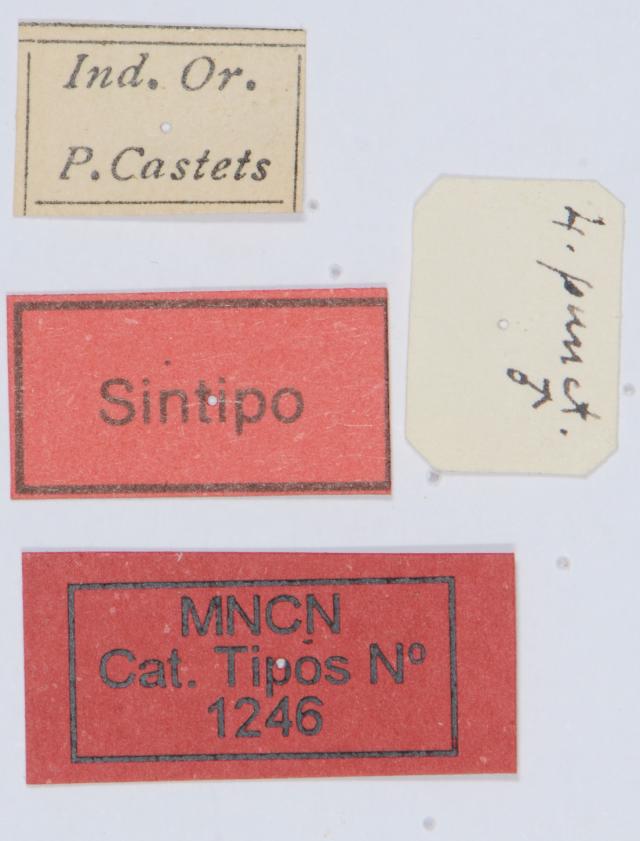 Ind. Or.
P. Castets
4. punct.
♂
Sintipo
MNCN
Cat. Tipos Nº
1246